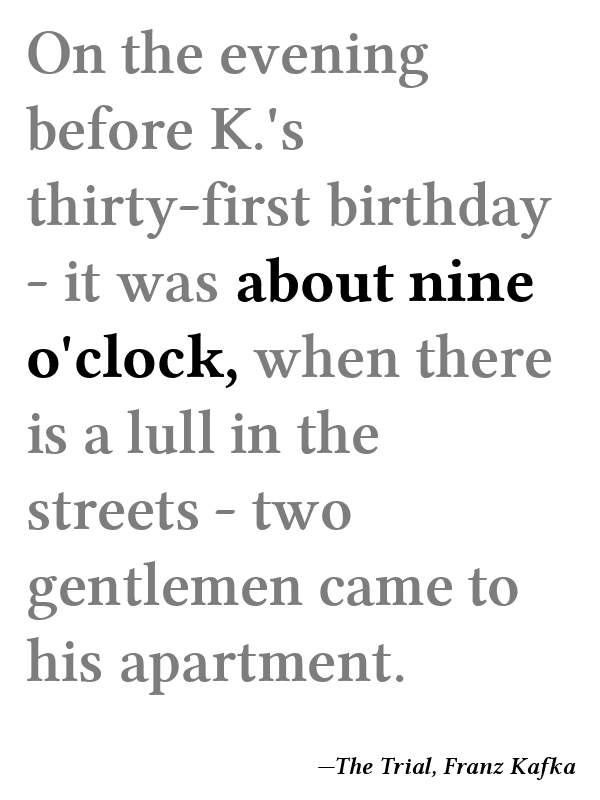 On the evening
before K.'s
thirty-first birthday
- it was about nine
o'clock, when there
is a lull in the
streets - two
gentlemen came to
his apartment.
—The Trial, Franz Kafka